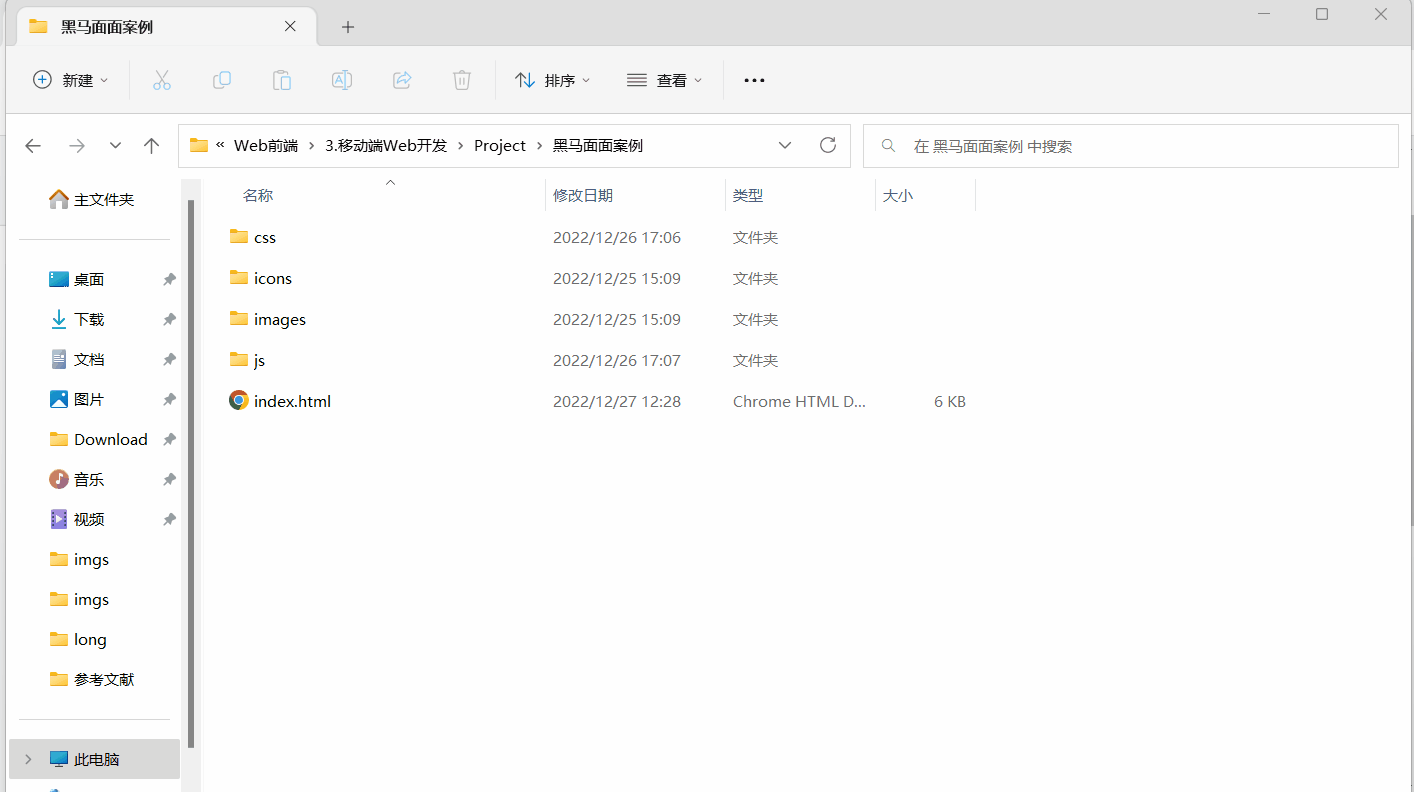 黑马面面案例
新建
排序
查看
« Web前端 › 3.移动端Web开发 › Project › 黑马面面案例
在 黑马面面案例 中搜索
名称 修改日期 类型 大小
css 2022/12/26 17:06 文件夹
icons 2022/12/25 15:09 文件夹
images 2022/12/25 15:09 文件夹
js 2022/12/26 17:07 文件夹
index.html 2022/12/27 12:28 Chrome HTML D... 6 KB
主文件夹
桌面
下载
文档
图片
Download
音乐
视频
imgs
imgs
long
参考文献
此电脑